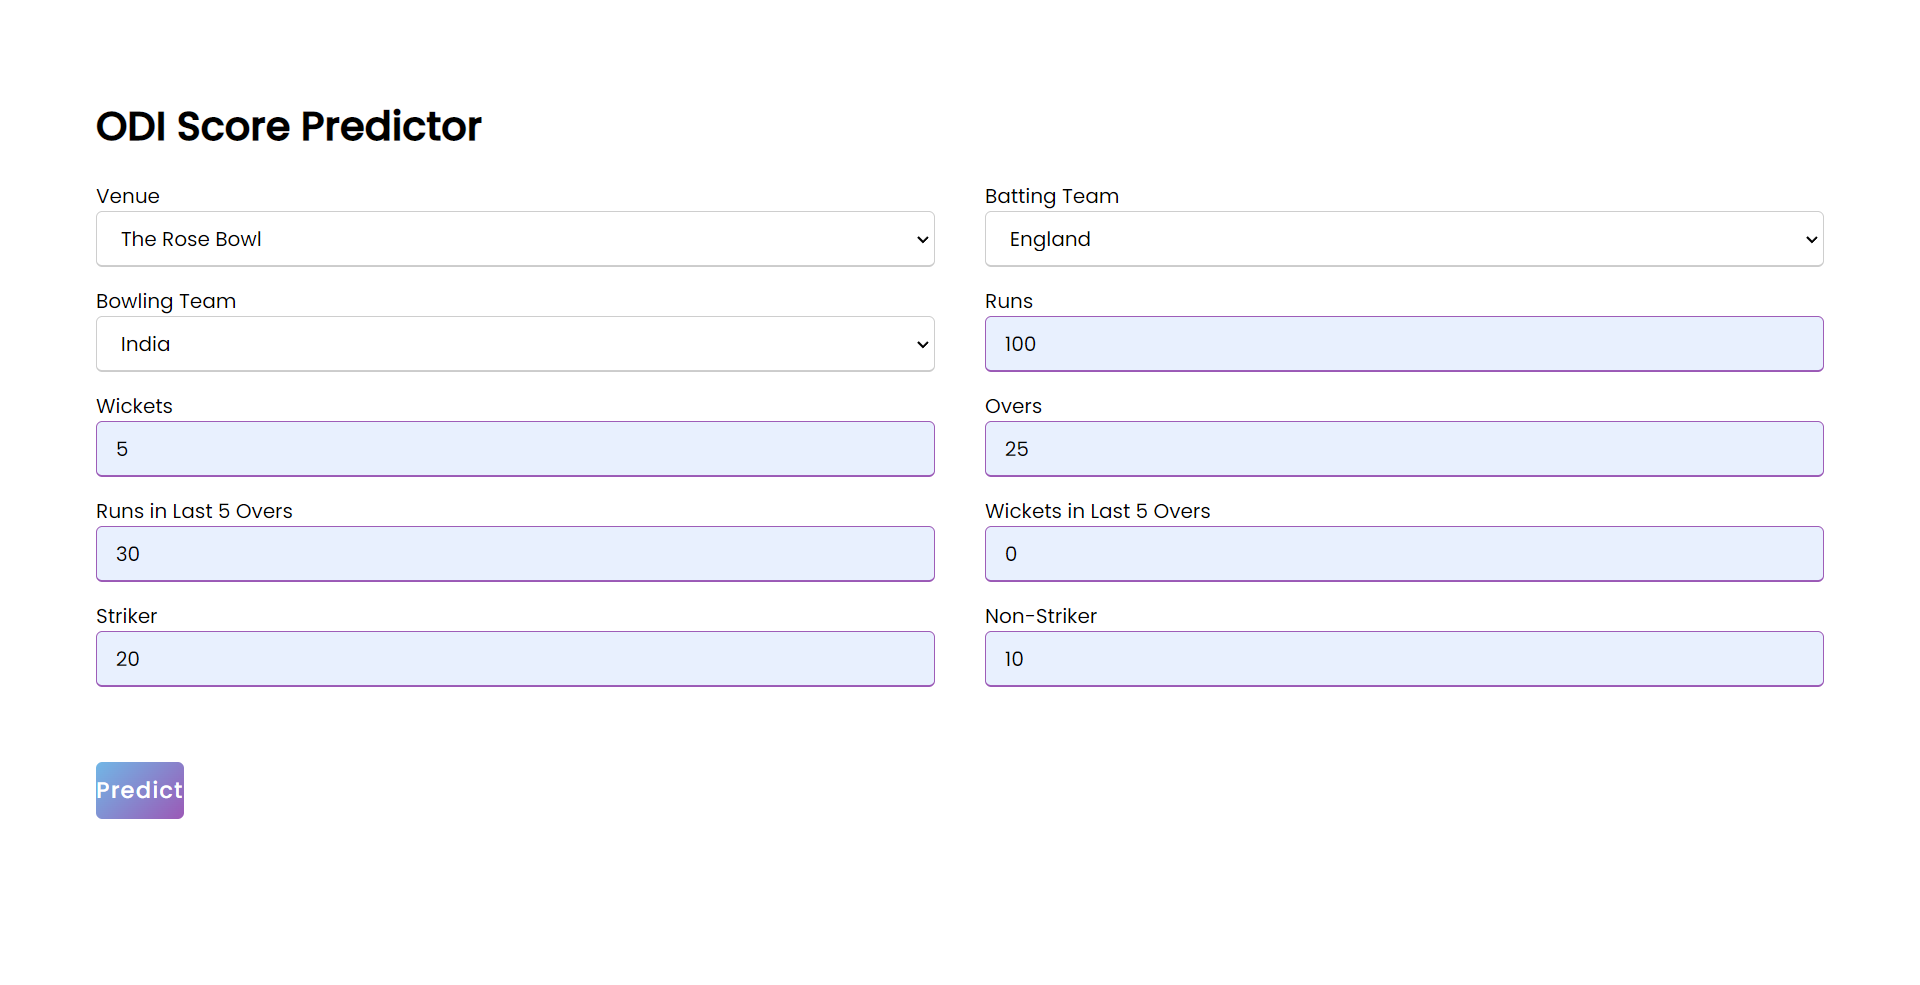 ODI Score Predictor
Venue
The Rose Bowl
Batting Team
England
Bowling Team
India
Runs
100
Wickets
5
Overs
25
Runs in Last 5 Overs
30
Wickets in Last 5 Overs
0
Striker
20
Non-Striker
10
Predict